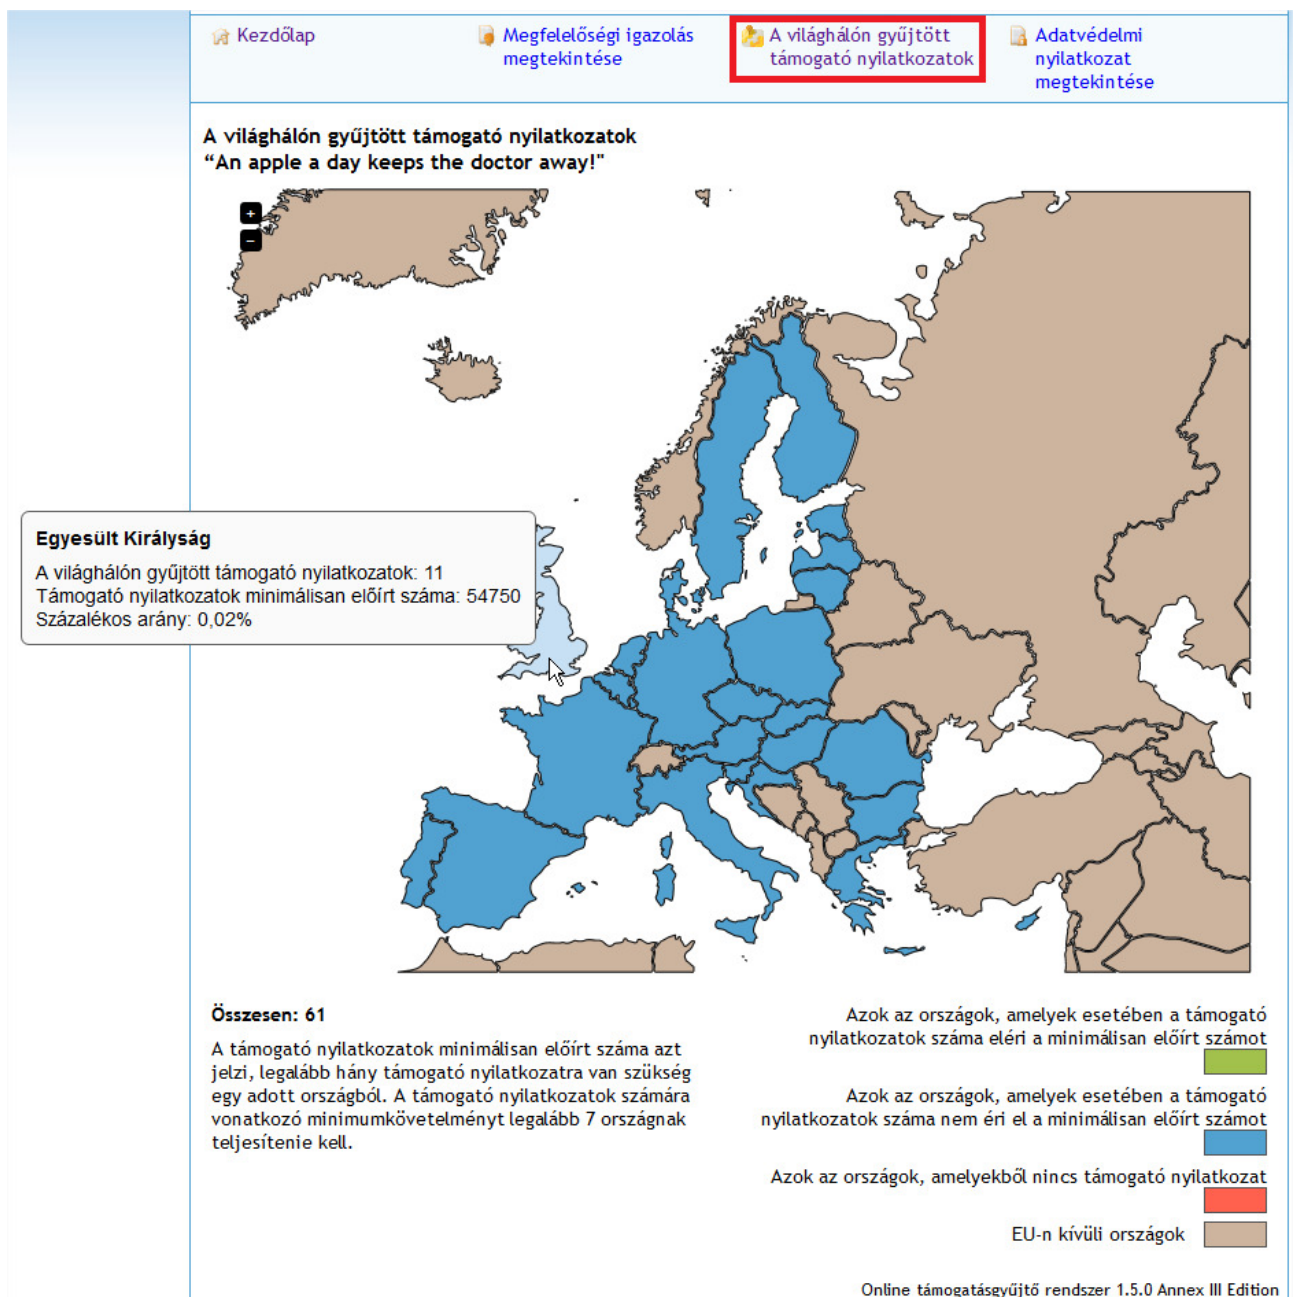 Kezdőlap
Megfelelőségi igazolás
megtekintése
A világhálón gyűjtött
támogató nyilatkozatok
Adatvédelmi
nyilatkozat
megtekintése
A világhálón gyűjtött támogató nyilatkozatok
“An apple a day keeps the doctor away!"
+
−
Egyesült Királyság
A világhálón gyűjtött támogató nyilatkozatok: 11
Támogató nyilatkozatok minimálisan előírt száma: 54750
Százalékos arány: 0,02%
Összesen: 61
A támogató nyilatkozatok minimálisan előírt száma azt
jelzi, legalább hány támogató nyilatkozatra van szükség
egy adott országból. A támogató nyilatkozatok számára
vonatkozó minimumkövetelményt legalább 7 országnak
teljesítenie kell.
Azok az országok, amelyek esetében a támogató
nyilatkozatok száma eléri a minimálisan előírt számot
Azok az országok, amelyek esetében a támogató
nyilatkozatok száma nem éri el a minimálisan előírt számot
Azok az országok, amelyekből nincs támogató nyilatkozat
EU-n kívüli országok
Online támogatásgyűjtő rendszer 1.5.0 Annex III Edition